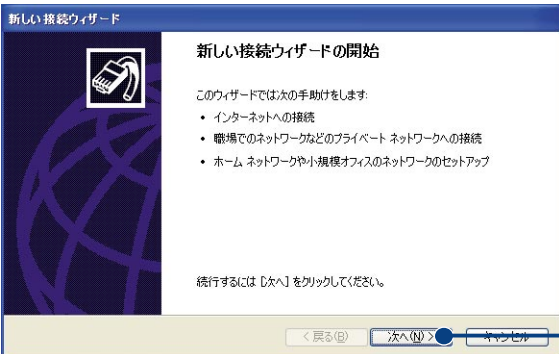 新しい接続ウィザード
新しい接続ウィザードの開始
このウィザードでは次の手助けをします:
• インターネットへの接続
• 職場でのネットワークなどのプライベート ネットワークへの接続
• ホーム ネットワークや小規模オフィスのネットワークのセットアップ
続行するには [次へ] をクリックしてください。
< 戻る(B)
次へ(N) >
キャンセル